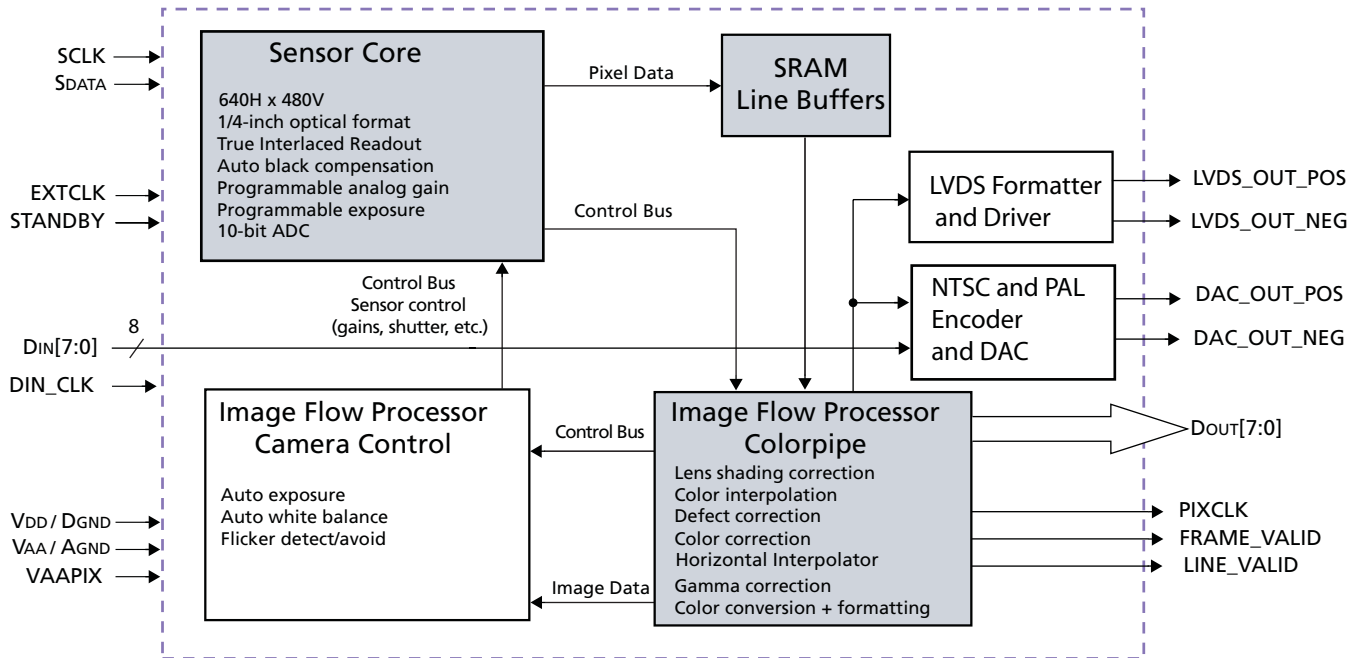 SCLK
SDATA
EXTCLK
STANDBY
8
DIN[7:0]
DIN_CLK
VDD / DGND
VAA / AGND
VAAPIX
Sensor Core
640H x 480V
1/4-inch optical format
True Interlaced Readout
Auto black compensation
Programmable analog gain
Programmable exposure
10-bit ADC
Pixel Data
SRAM
Line Buffers
Control Bus
Control Bus
Sensor control
(gains, shutter, etc.)
LVDS Formatter
and Driver
LVDS_OUT_POS
LVDS_OUT_NEG
NTSC and PAL
Encoder
and DAC
DAC_OUT_POS
DAC_OUT_NEG
Image Flow Processor
Camera Control
Auto exposure
Auto white balance
Flicker detect/avoid
Control Bus
Image Data
Image Flow Processor
Colorpipe
Lens shading correction
Color interpolation
Defect correction
Color correction
Horizontal Interpolator
Gamma correction
Color conversion + formatting
DOUT[7:0]
PIXCLK
FRAME_VALID
LINE_VALID